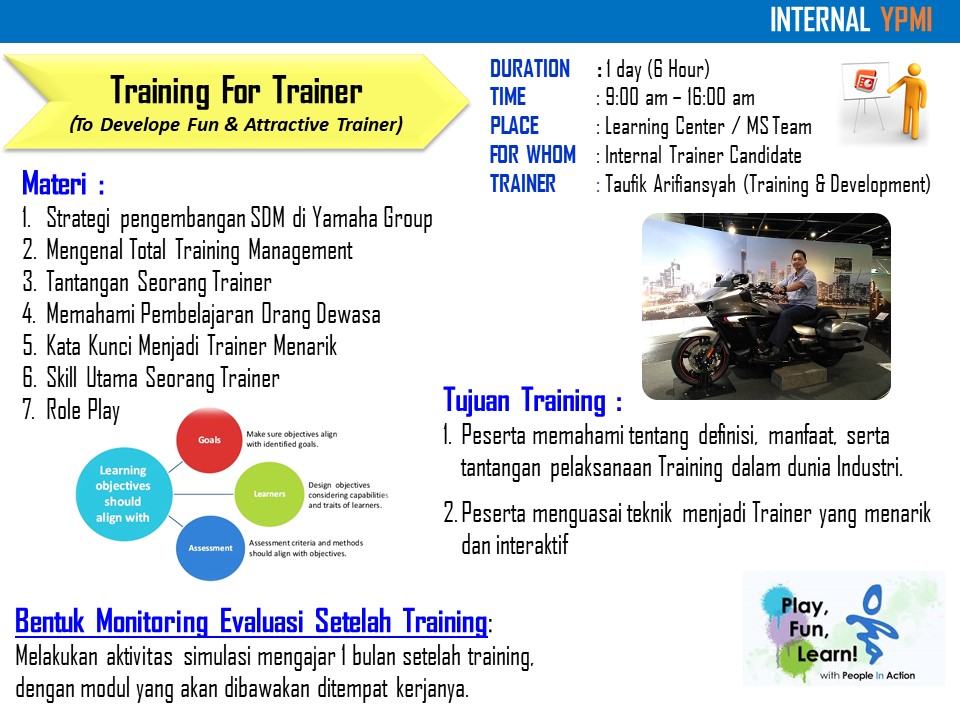 INTERNAL YPMI
Training For Trainer
(To Develope Fun & Attractive Trainer)
DURATION : 1 day (6 Hour)
TIME : 9:00 am – 16:00 am
PLACE : Learning Center / MS Team
FOR WHOM : Internal Trainer Candidate
TRAINER : Taufik Arifiansyah (Training & Development)
Materi :
1. Strategi pengembangan SDM di Yamaha Group
2. Mengenal Total Training Management
3. Tantangan Seorang Trainer
4. Memahami Pembelajaran Orang Dewasa
5. Kata Kunci Menjadi Trainer Menarik
6. Skill Utama Seorang Trainer
7. Role Play
Learning
objectives
should
align with
Goals
Make sure objectives align
with identified goals.
Learners
Design objectives
considering capabilities
and traits of learners.
Assessment
Assessment criteria and methods
should align with objectives.
Tujuan Training :
1. Peserta memahami tentang definisi, manfaat, serta
tantangan pelaksanaan Training dalam dunia Industri.
2. Peserta menguasai teknik menjadi Trainer yang menarik
dan interaktif
Bentuk Monitoring Evaluasi Setelah Training:
Melakukan aktivitas simulasi mengajar 1 bulan setelah training,
dengan modul yang akan dibawakan ditempat kerjanya.
Play,
Fun,
Learn!
with People In Action